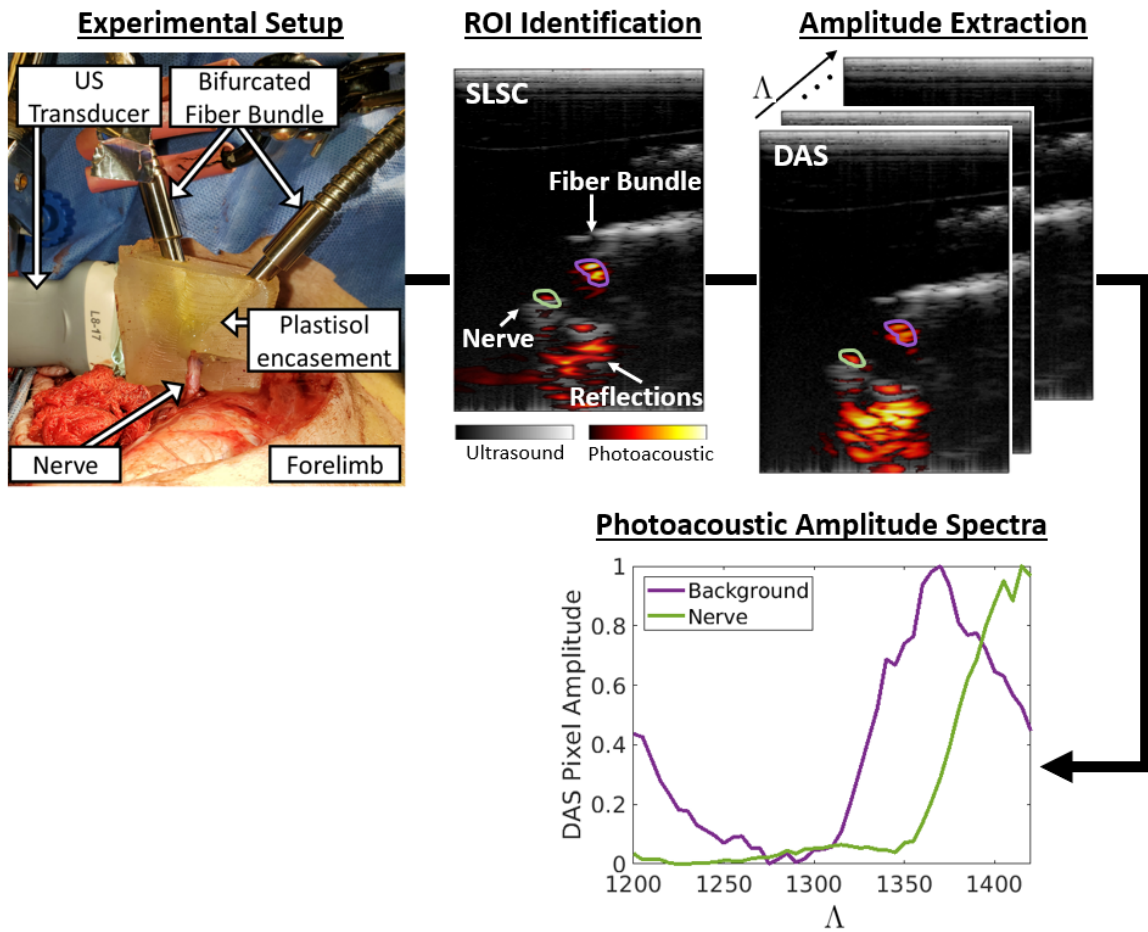 Experimental Setup
US
Transducer
Bifurcated
Fiber Bundle
L8-17
Plastisol
encasement
Nerve
Forelimb
ROI Identification
SLSC
Fiber Bundle
Nerve
Reflections
Ultrasound
Photoacoustic
Amplitude Extraction
Λ
DAS
Photoacoustic Amplitude Spectra
Background
Nerve
DAS Pixel Amplitude
1
0.8
0.6
0.4
0.2
0
1200 1250 1300 1350 1400
Λ